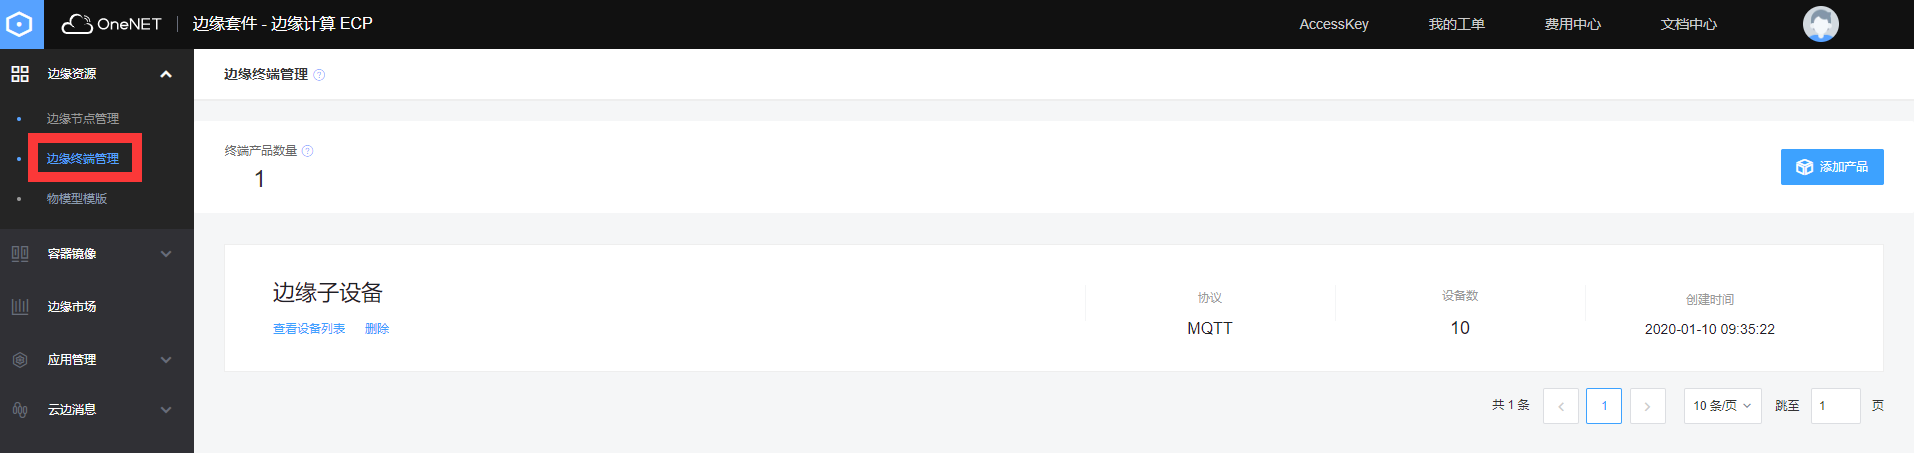 OneNET 边缘套件 - 边缘计算 ECP AccessKey 我的工单 费用中心 文档中心
边缘资源
边缘节点管理
边缘终端管理
物模型模版
容器镜像
边缘市场
应用管理
云边消息
边缘终端管理 ?
终端产品数量 ?
1
添加产品
边缘子设备
查看设备列表 删除
协议
MQTT
设备数
10
创建时间
2020-01-10 09:35:22
共 1 条 < 1 > 10 条/页 跳至 1 页